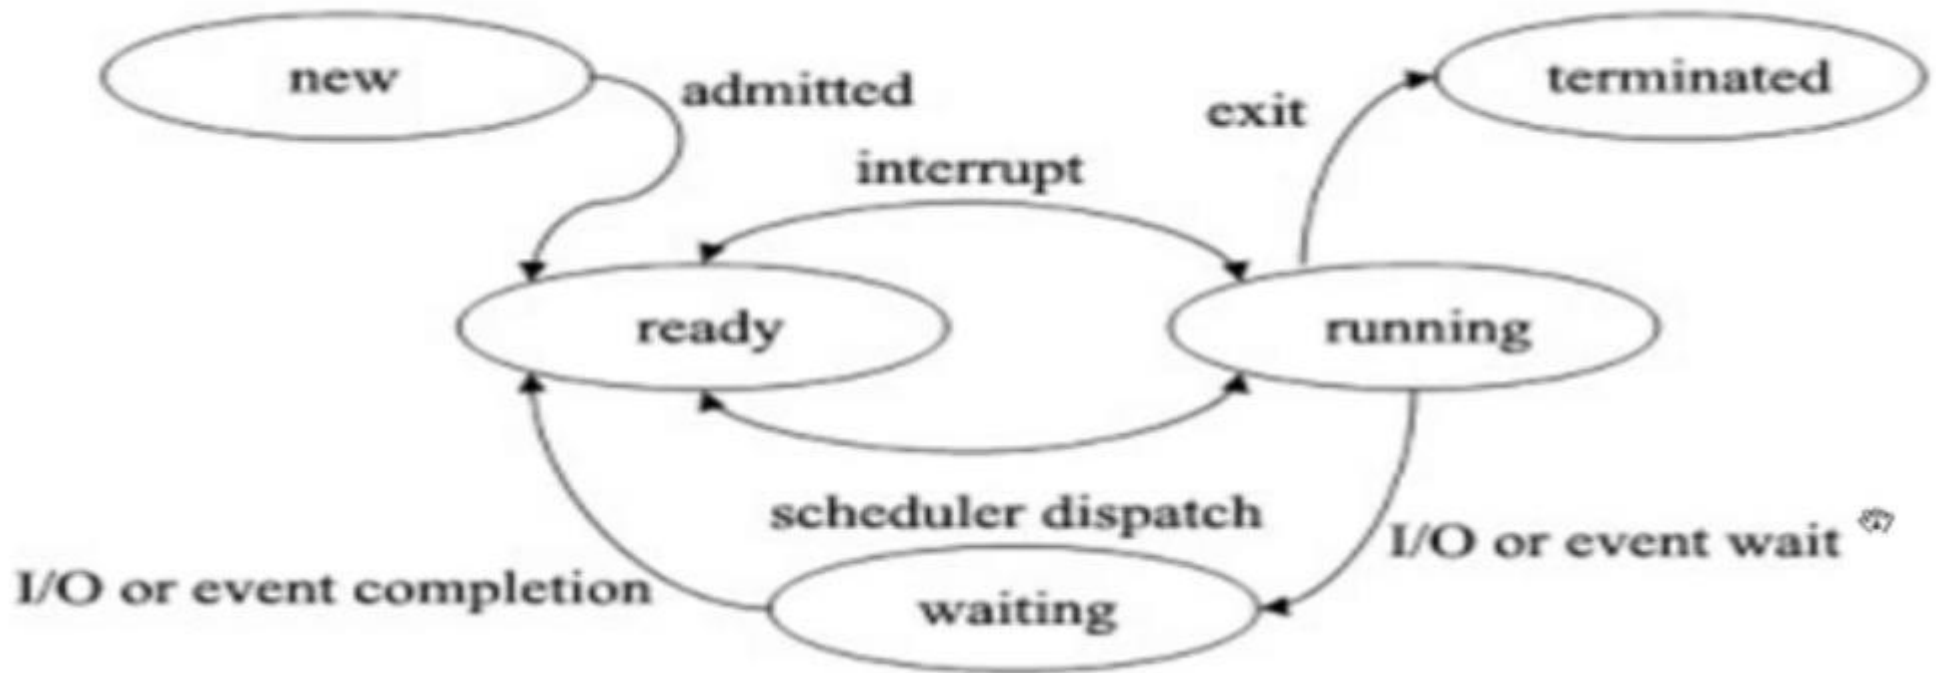 new
admitted
terminated
exit
interrupt
ready
running
scheduler dispatch
I/O or event wait
I/O or event completion
waiting